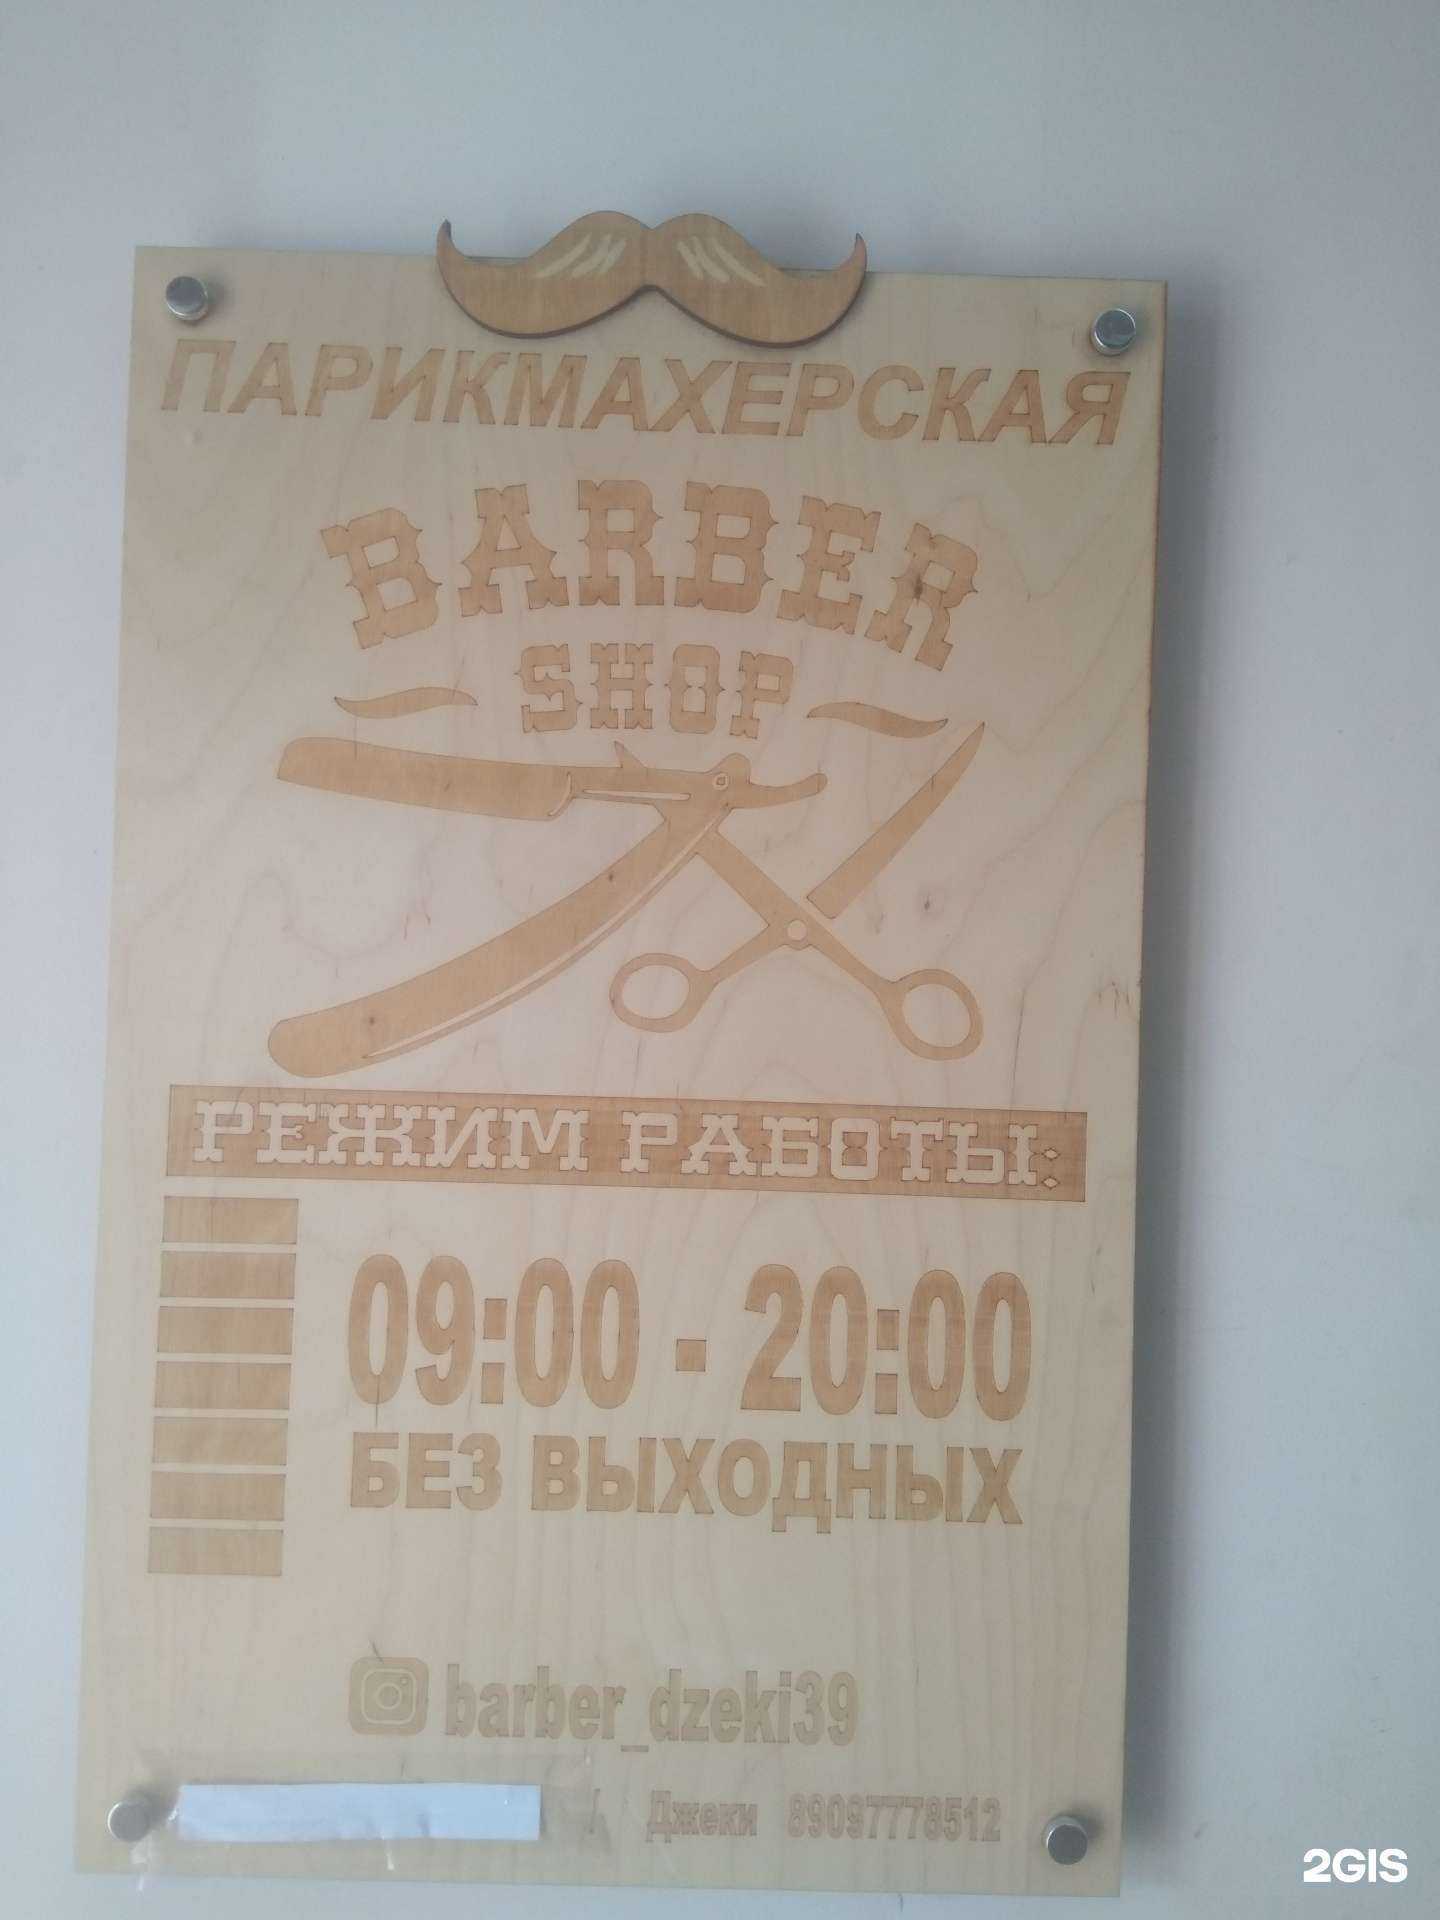 ПАРИКМАХЕРСКАЯ
BARBER
SHOP
РЕЖИМ РАБОТЫ:
09:00 - 20:00
БЕЗ ВЫХОДНЫХ
barber_dzeki39
/ Джеки 89097778512
2GIS